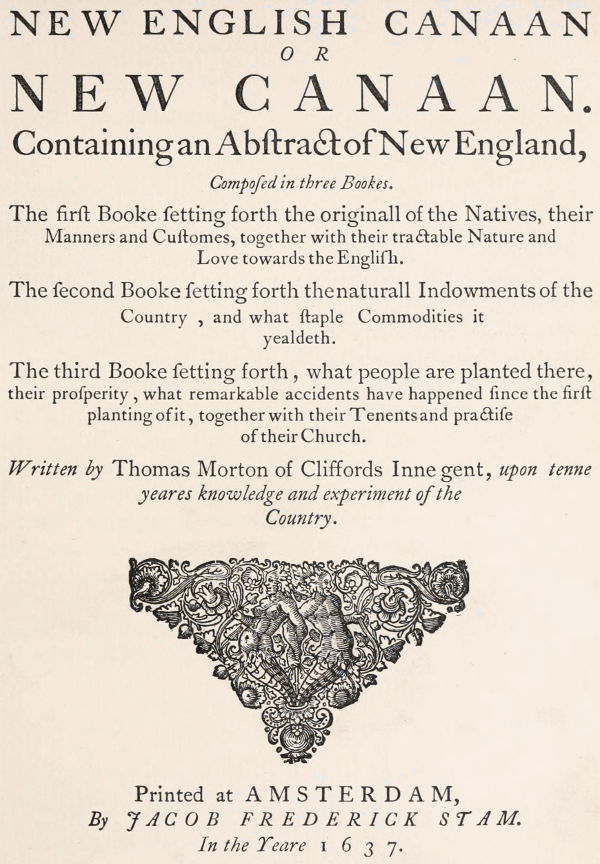 NEW ENGLISH CANAAN
OR
NEW CANAAN.
Containing an Abſtract of New England,
Compoſed in three Bookes.
The firſt Booke ſetting forth the originall of the Natives, their
Manners and Cuſtomes, together with their tractable Nature and
Love towards the Engliſh.
The ſecond Booke ſetting forth the naturall Indowments of the
Country , and what ſtaple Commodities it
yealdeth.
The third Booke ſetting forth , what people are planted there,
their proſperity , what remarkable accidents have happened ſince the firſt
planting of it , together with their Tenents and practiſe
of their Church.
Written by Thomas Morton of Cliffords Inne gent, upon tenne
yeares knowledge and experiment of the
Country.
Printed at AMSTERDAM,
By JACOB FREDERICK STAM.
In the Yeare 1637.